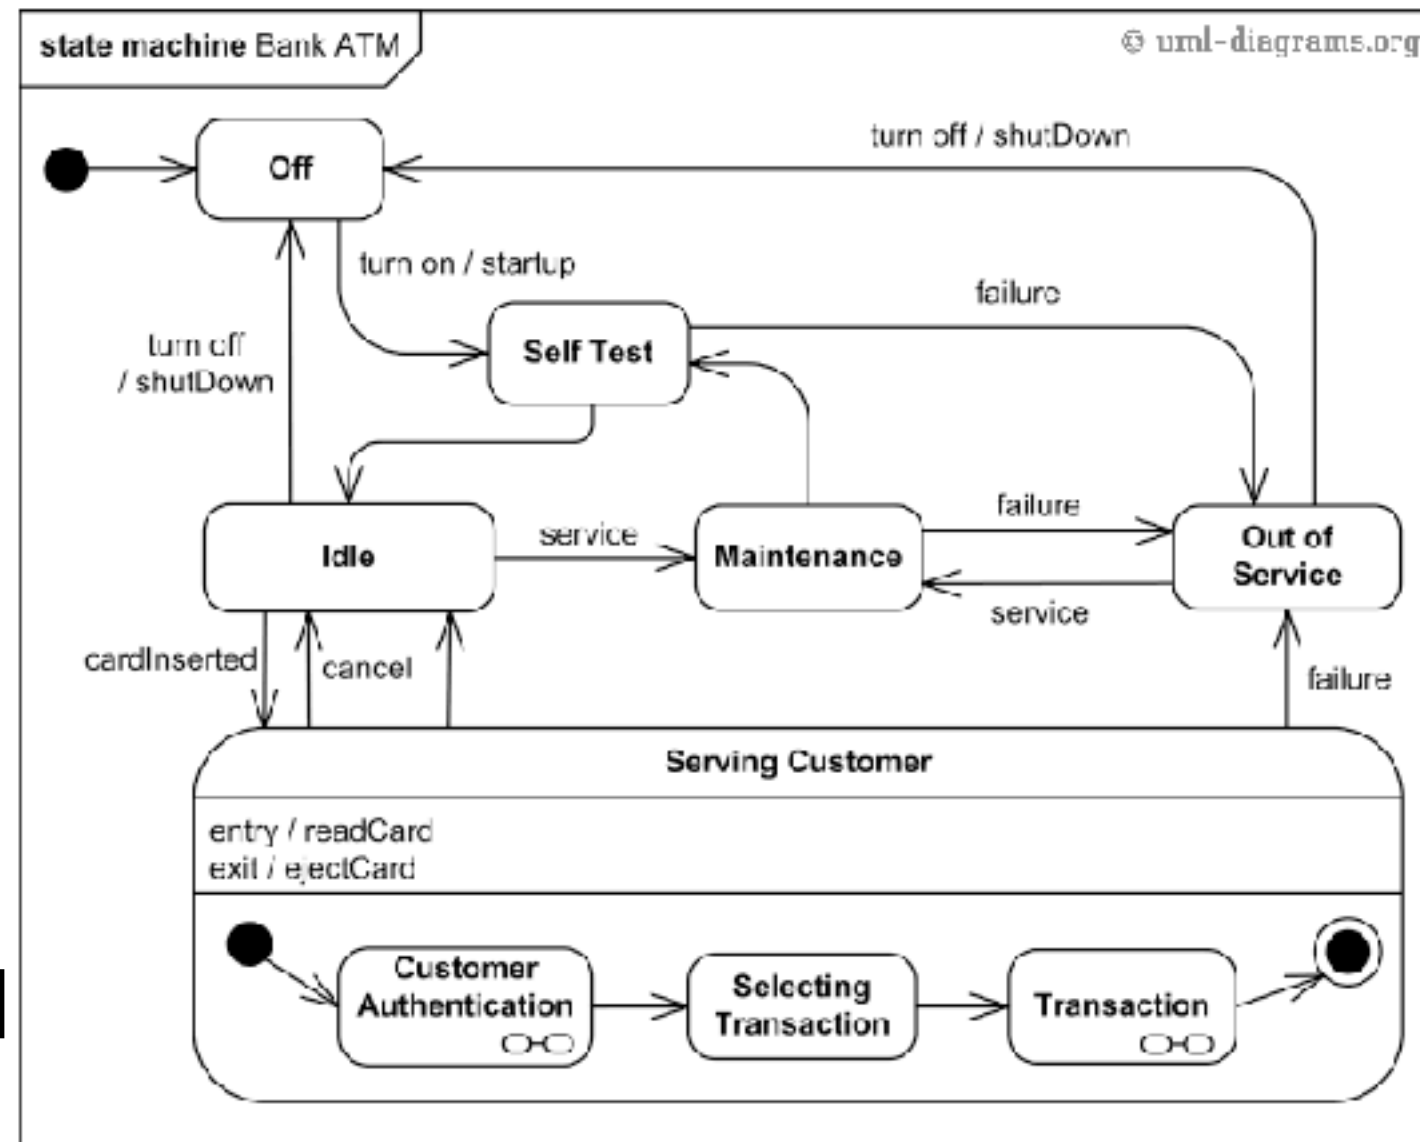 state machine Bank ATM
© uml-diagrams.org
turn off / shutDown
Off
turn on / startup
failure
turn off
/ shutDown
Self Test
Idle
service
Maintenance
failure
Out of
Service
service
cardInserted
cancel
failure
Serving Customer
entry / readCard
exit / ejectCard
Customer
Authentication
Selecting
Transaction
Transaction